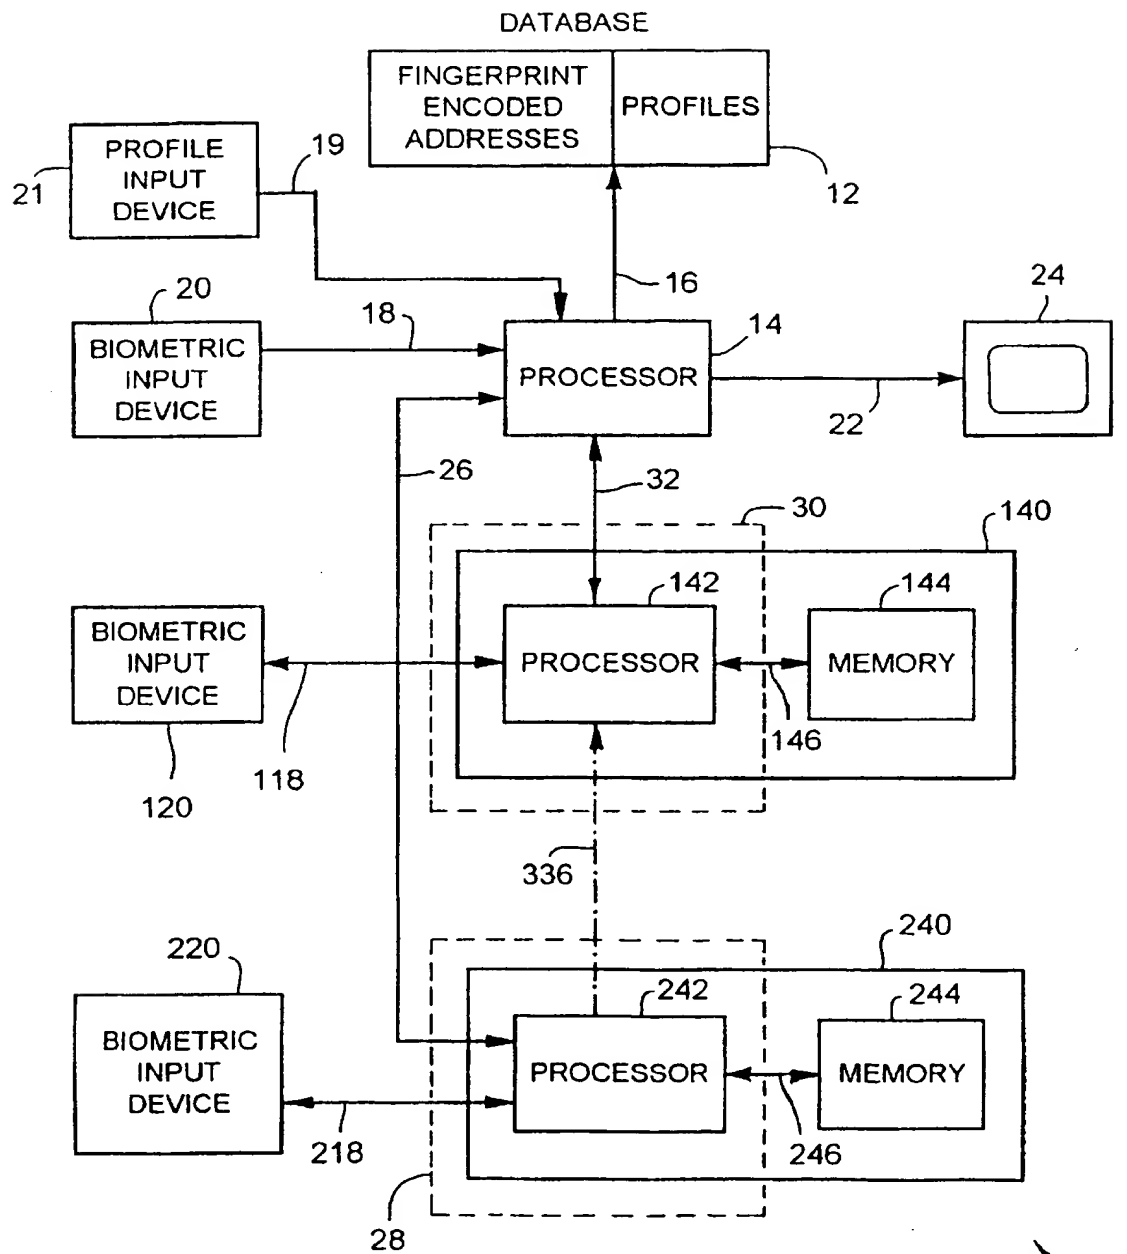 DATABASE
FINGERPRINT
ENCODED
ADDRESSES
PROFILES
12
PROFILE
INPUT
DEVICE
21
19
16
20
BIOMETRIC
INPUT
DEVICE
18
PROCESSOR
14
22
24
26
32
30
140
BIOMETRIC
INPUT
DEVICE
120
118
142
PROCESSOR
144
MEMORY
146
336
220
BIOMETRIC
INPUT
DEVICE
218
240
242
PROCESSOR
244
MEMORY
246
28